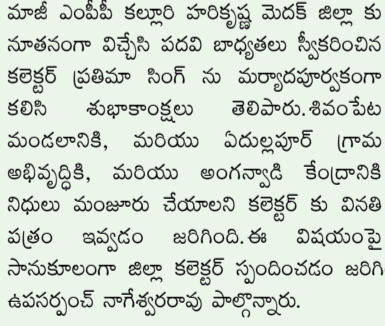 మాజీ ఎంపీపీ కల్లూరి హరికృష్ణ మెదక్ జిల్లా కు
నూతనంగా విచ్చేసి పదవి బాధ్యతలు స్వీకరించిన
కలెక్టర్ ప్రతిమా సింగ్ ను మర్యాదపూర్వకంగా
కలిసి శుభాకాంక్షలు తెలిపారు.శివంపేట
మండలానికి, మరియు ఏదుల్లపూర్ గ్రామ
అభివృద్ధికి, మరియు అంగన్వాడి కేంద్రానికి
నిధులు మంజూరు చేయాలని కలెక్టర్ కు వినతి
పత్రం ఇవ్వడం జరిగింది.ఈ విషయంపై
సానుకూలంగా జిల్లా కలెక్టర్ స్పందించడం జరిగి
ఉపసర్పంచ్ నాగేశ్వరరావు పాల్గొన్నారు.